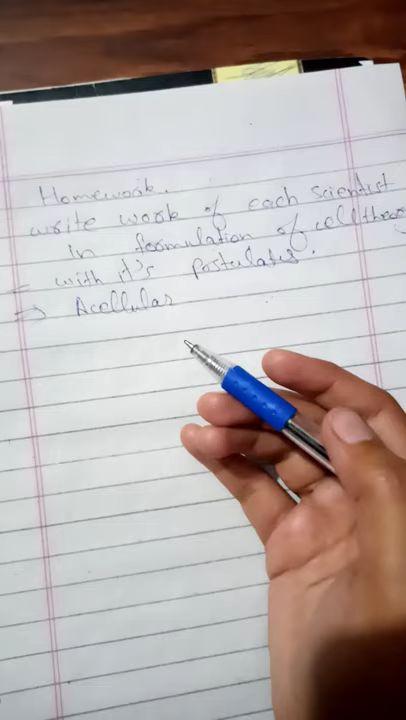 Homework.
write work of each scientist
in formulation of cell theory
with it's postulates.
→ Acellular